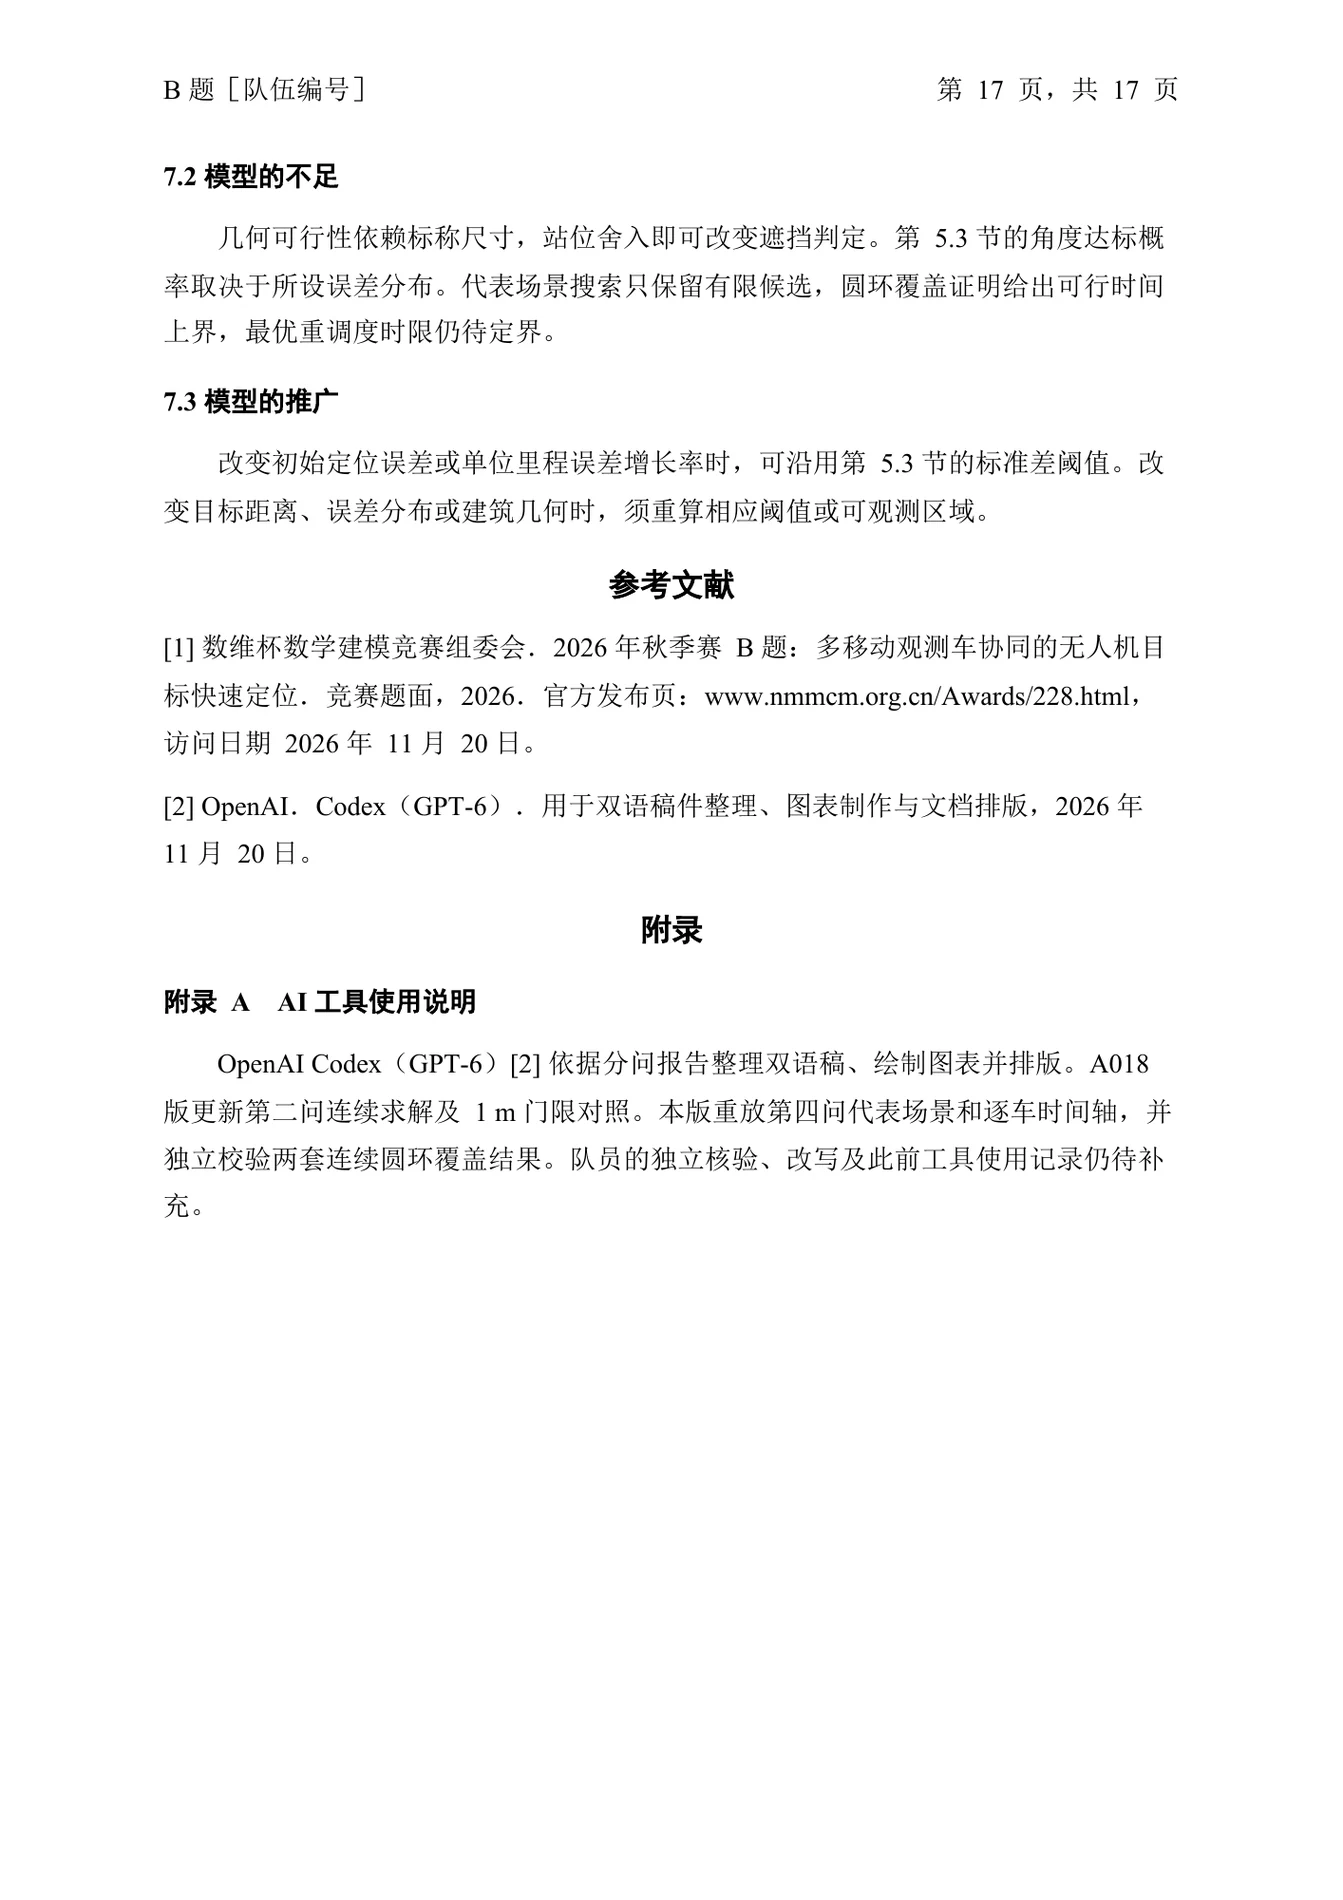 B 题［队伍编号］
第 17 页，共 17 页
7.2 模型的不足
几何可行性依赖标称尺寸，站位舍入即可改变遮挡判定。第 5.3 节的角度达标概
率取决于所设误差分布。代表场景搜索只保留有限候选，圆环覆盖证明给出可行时间
上界，最优重调度时限仍待定界。
7.3 模型的推广
改变初始定位误差或单位里程误差增长率时，可沿用第 5.3 节的标准差阈值。改
变目标距离、误差分布或建筑几何时，须重算相应阈值或可观测区域。
参考文献
[1] 数维杯数学建模竞赛组委会．2026 年秋季赛 B 题：多移动观测车协同的无人机目
标快速定位．竞赛题面，2026．官方发布页：www.nmmcm.org.cn/Awards/228.html，
访问日期 2026 年 11 月 20 日。
[2] OpenAI．Codex（GPT-6）．用于双语稿件整理、图表制作与文档排版，2026 年
11 月 20 日。
附录
附录 A　AI 工具使用说明
OpenAI Codex（GPT-6）[2] 依据分问报告整理双语稿、绘制图表并排版。A018
版更新第二问连续求解及 1 m 门限对照。本版重放第四问代表场景和逐车时间轴，并
独立校验两套连续圆环覆盖结果。队员的独立核验、改写及此前工具使用记录仍待补
充。